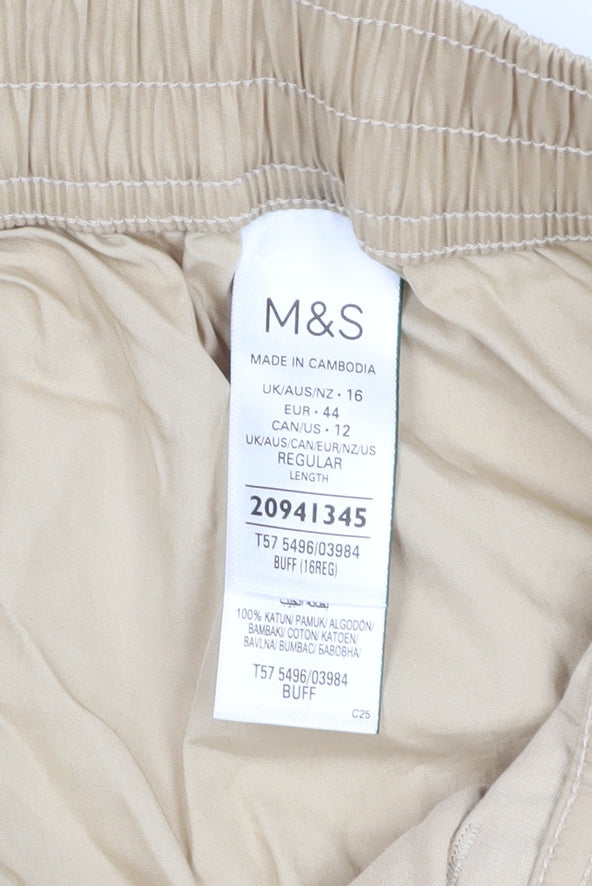 M&S
MADE IN CAMBODIA
UK/AUS/NZ • 16
EUR • 44
CAN/US • 12
UK/AUS/CAN/EUR/NZ/US
REGULAR
LENGTH
20941345
T57 5496/03984
BUFF (16REG)
100% KATUN/ PAMUK/ ALGODÓN/
BAMBAKI/ COTON/ KATOEN/
BAVLNA/ BUMBAC/ БАВОВНА/
T57 5496/03984
BUFF
C25